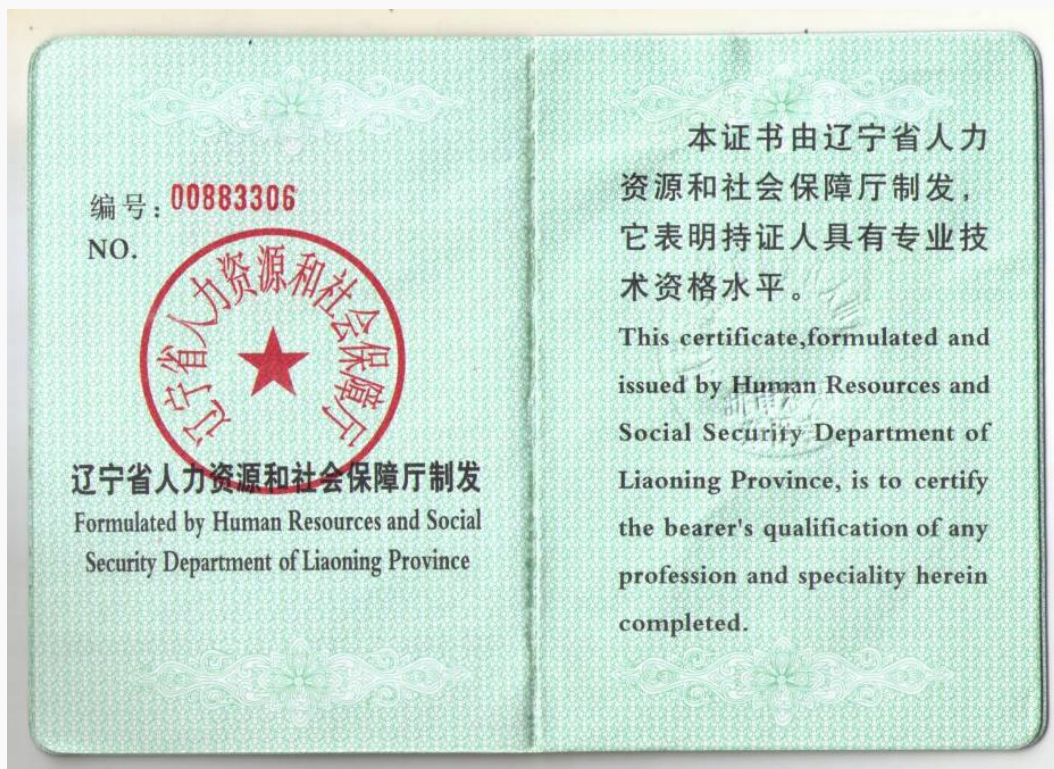 编号：00883306
NO.
辽宁省人力资源和社会保障厅
辽宁省人力资源和社会保障厅制发
Formulated by Human Resources and Social
Security Department of Liaoning Province
本证书由辽宁省人力
资源和社会保障厅制发，
它表明持证人具有专业技
术资格水平。
This certificate,formulated and
issued by Human Resources and
Social Security Department of
Liaoning Province, is to certify
the bearer's qualification of any
profession and speciality herein
completed.